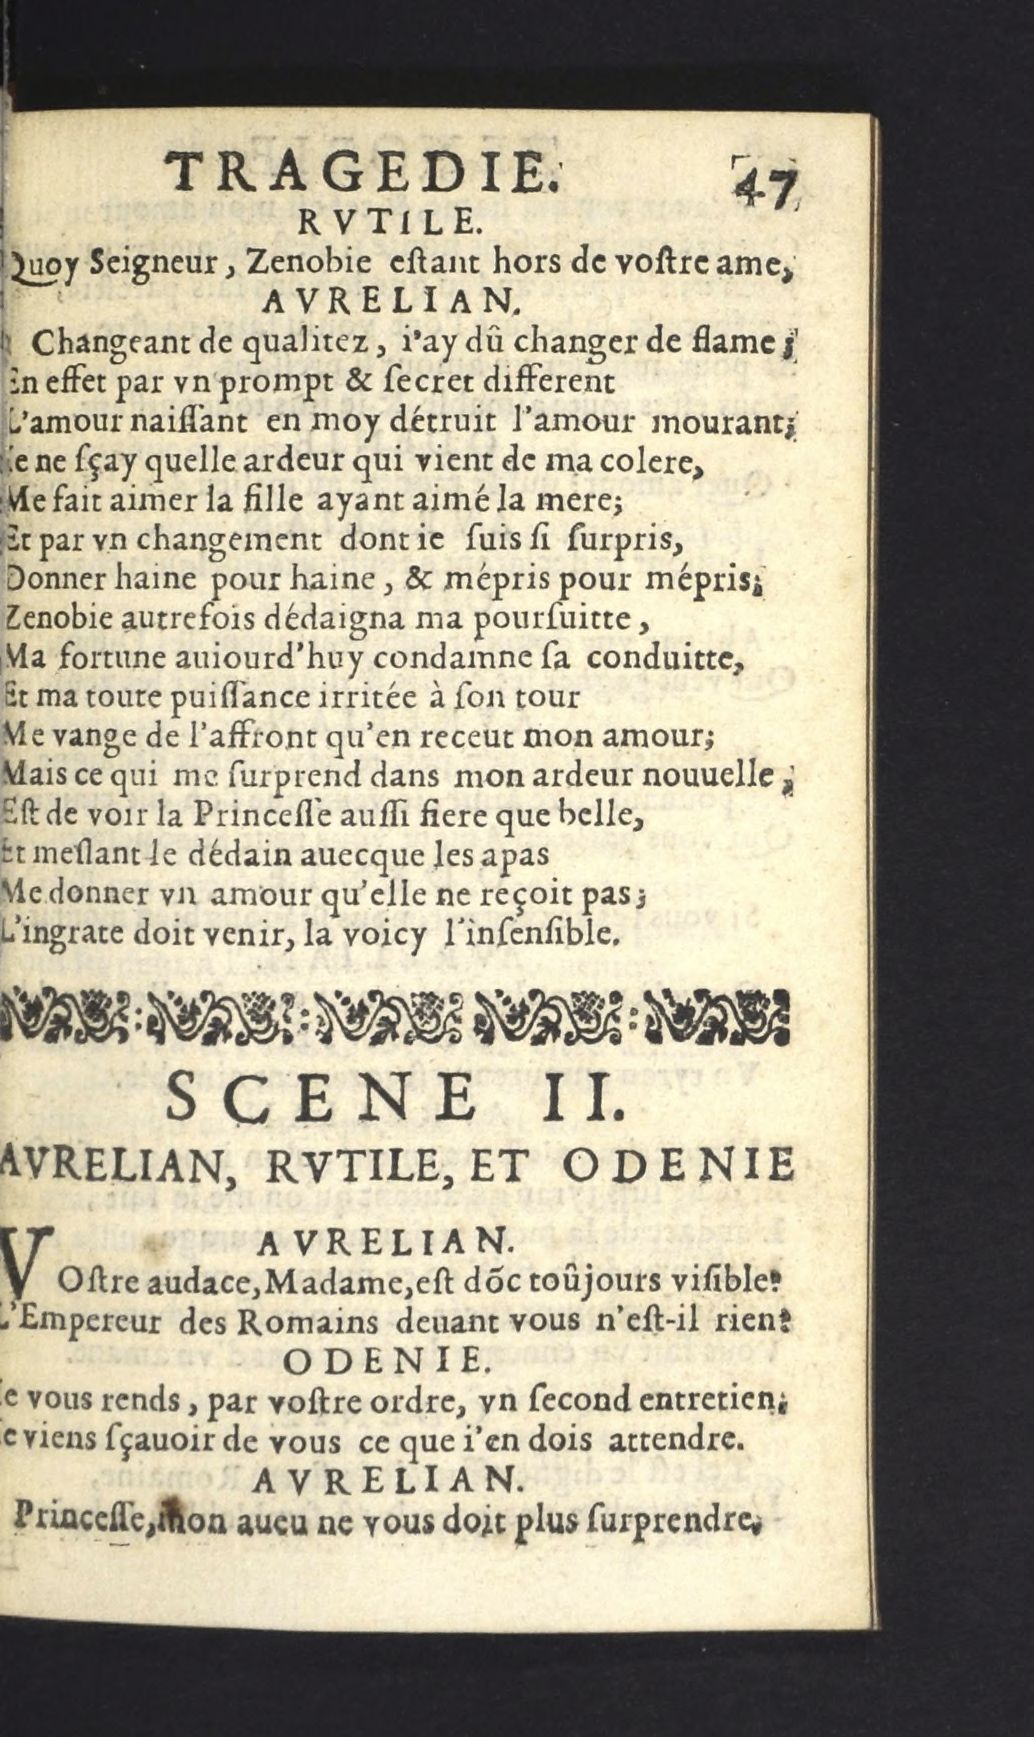 TRAGEDIE. 47
RVTILE.
Quoy Seigneur, Zenobie eſtant hors de voſtre ame,
AVRELIAN.
Changeant de qualitez, i'ay dû changer de flame;
En effet par vn prompt & ſecret different
L'amour naiſſant en moy détruit l'amour mourant;
Ie ne ſçay quelle ardeur qui vient de ma colere,
Me fait aimer la fille ayant aimé la mere;
Et par vn changement dont ie ſuis ſi ſurpris,
Donner haine pour haine, & mépris pour mépris;
Zenobie autrefois dédaigna ma pourſuitte,
Ma fortune auiourd'huy condamne ſa conduitte,
Et ma toute puiſſance irritée à ſon tour
Me vange de l'affront qu'en receut mon amour;
Mais ce qui me ſurprend dans mon ardeur nouuelle,
Eſt de voir la Princeſſe auſſi fiere que belle,
Et meſlant le dédain auecque les apas
Me donner vn amour qu'elle ne reçoit pas;
L'ingrate doit venir, la voicy l'inſenſible.
SCENE II.
AVRELIAN, RVTILE, ET ODENIE
AVRELIAN.
VOſtre audace, Madame, eſt dõc toûjours viſible?
L'Empereur des Romains deuant vous n'eſt-il rien?
ODENIE.
Ie vous rends, par voſtre ordre, vn ſecond entretien;
Ie viens ſçauoir de vous ce que i'en dois attendre.
AVRELIAN.
Princeſſe, mon aueu ne vous doit plus ſurprendre,